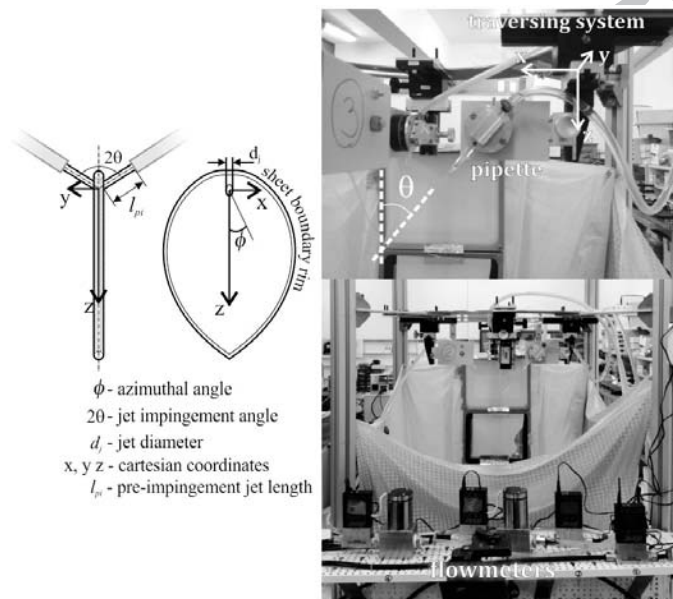 2θ
y
l_pi
z
d_j
x
ϕ
z
sheet boundary rim
ϕ - azimuthal angle
2θ - jet impingement angle
d_j - jet diameter
x, y z - cartesian coordinates
l_pi - pre-impingement jet length
traversing system
x
y
z
3
pipette
θ
flowmeters